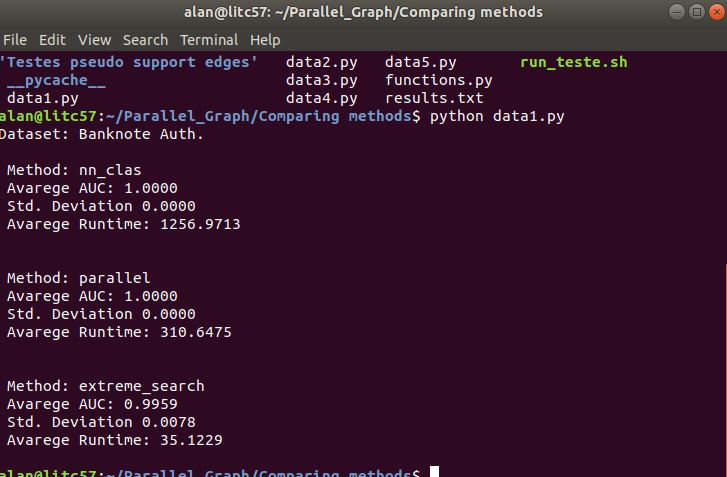 alan@litc57: ~/Parallel_Graph/Comparing methods
File Edit View Search Terminal Help
'Testes pseudo support edges' data2.py data5.py run_teste.sh
__pycache__ data3.py functions.py
data1.py data4.py results.txt
alan@litc57:~/Parallel_Graph/Comparing methods$ python data1.py
Dataset: Banknote Auth.
Method: nn_clas
Avarege AUC: 1.0000
Std. Deviation 0.0000
Avarege Runtime: 1256.9713
Method: parallel
Avarege AUC: 1.0000
Std. Deviation 0.0000
Avarege Runtime: 310.6475
Method: extreme_search
Avarege AUC: 0.9959
Std. Deviation 0.0078
Avarege Runtime: 35.1229
alan@litc57:~/Parallel_Graph/Comparing methods$